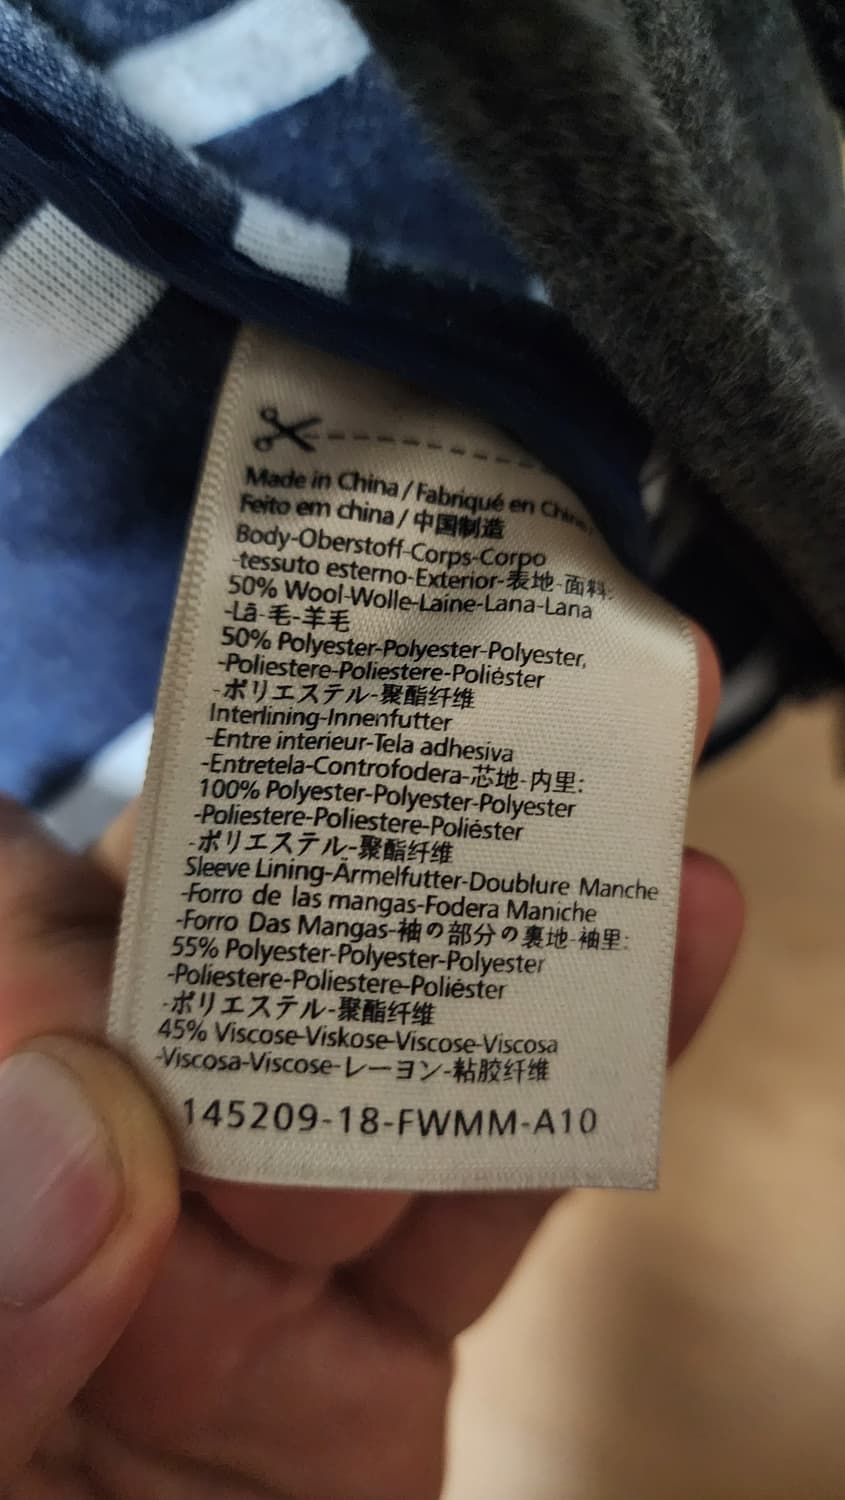 Made in China / Fabriqué en Chine
Feito em china / 中国制造
Body-Oberstoff-Corps-Corpo
-tessuto esterno-Exterior-表地-面料:
50% Wool-Wolle-Laine-Lana-Lana
-Lã-毛-羊毛
50% Polyester-Polyester-Polyester,
-Poliestere-Poliestere-Poliéster
-ポリエステル-聚酯纤维
Interlining-Innenfutter
-Entre interieur-Tela adhesiva
-Entretela-Controfodera-芯地-内里:
100% Polyester-Polyester-Polyester
-Poliestere-Poliestere-Poliéster
-ポリエステル-聚酯纤维
Sleeve Lining-Ärmelfutter-Doublure Manche
-Forro de las mangas-Fodera Maniche
-Forro Das Mangas-袖の部分の裏地-袖里:
55% Polyester-Polyester-Polyester
-Poliestere-Poliestere-Poliéster
-ポリエステル-聚酯纤维
45% Viscose-Viskose-Viscose-Viscosa
-Viscosa-Viscose-レーヨン-粘胶纤维
145209-18-FWMM-A10